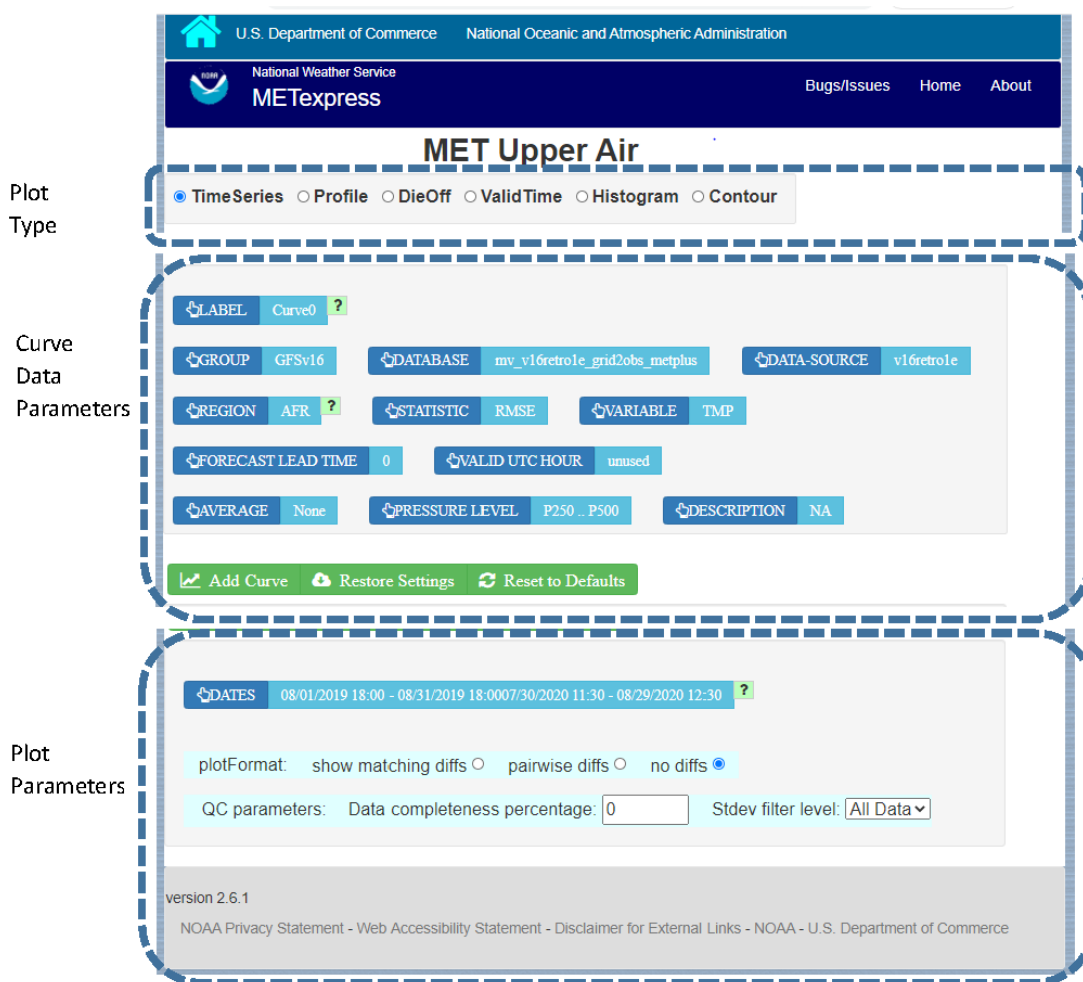 U.S. Department of Commerce National Oceanic and Atmospheric Administration
NOAA
National Weather Service
METexpress
Bugs/Issues Home About
MET Upper Air
Plot
Type
TimeSeries Profile DieOff ValidTime Histogram Contour
Curve
Data
Parameters
LABEL Curve0 ?
GROUP GFSv16 DATABASE mv_v16retro1e_grid2obs_metplus DATA-SOURCE v16retro1e
REGION AFR ? STATISTIC RMSE VARIABLE TMP
FORECAST LEAD TIME 0 VALID UTC HOUR unused
AVERAGE None PRESSURE LEVEL P250 .. P500 DESCRIPTION NA
Add Curve Restore Settings Reset to Defaults
Plot
Parameters
DATES 08/01/2019 18:00 - 08/31/2019 18:0007/30/2020 11:30 - 08/29/2020 12:30 ?
plotFormat: show matching diffs pairwise diffs no diffs
QC parameters: Data completeness percentage: 0 Stdev filter level: All Data
version 2.6.1
NOAA Privacy Statement - Web Accessibility Statement - Disclaimer for External Links - NOAA - U.S. Department of Commerce